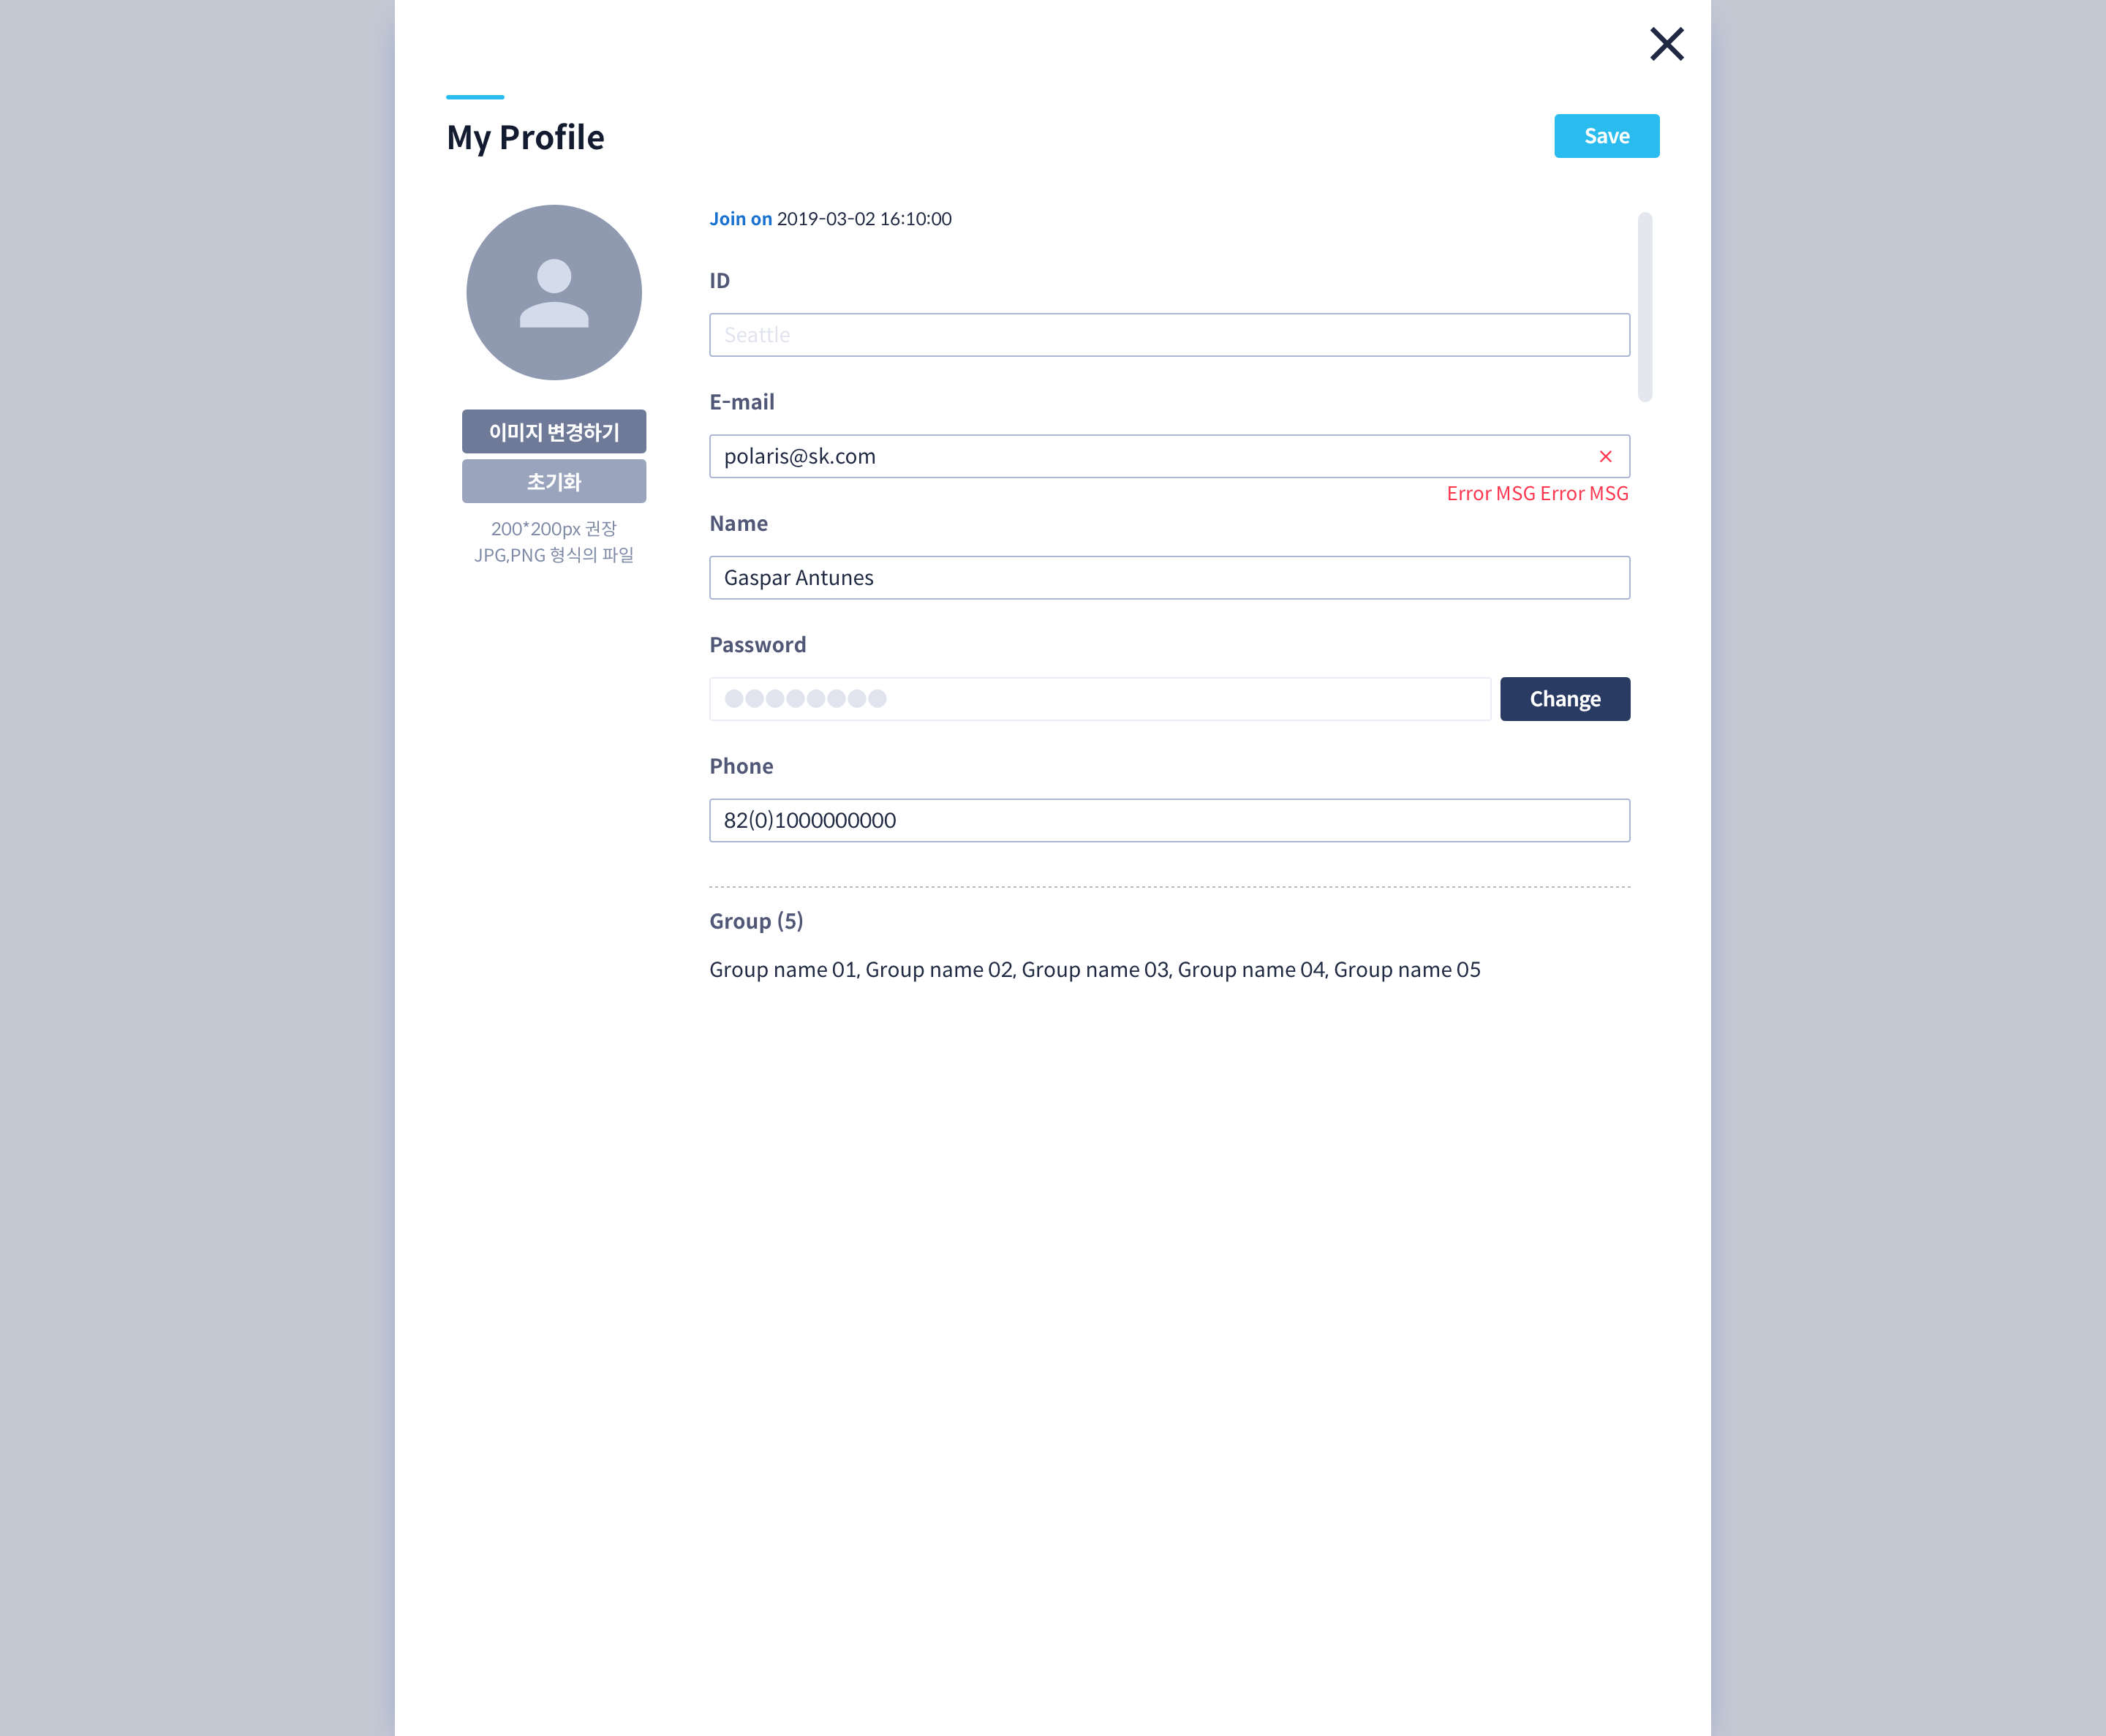 My Profile
Save
이미지 변경하기
초기화
200*200px 권장
JPG,PNG 형식의 파일
Join on 2019-03-02 16:10:00
ID
Seattle
E-mail
polaris@sk.com
Error MSG Error MSG
Name
Gaspar Antunes
Password
Change
Phone
82(0)1000000000
Group (5)
Group name 01, Group name 02, Group name 03, Group name 04, Group name 05